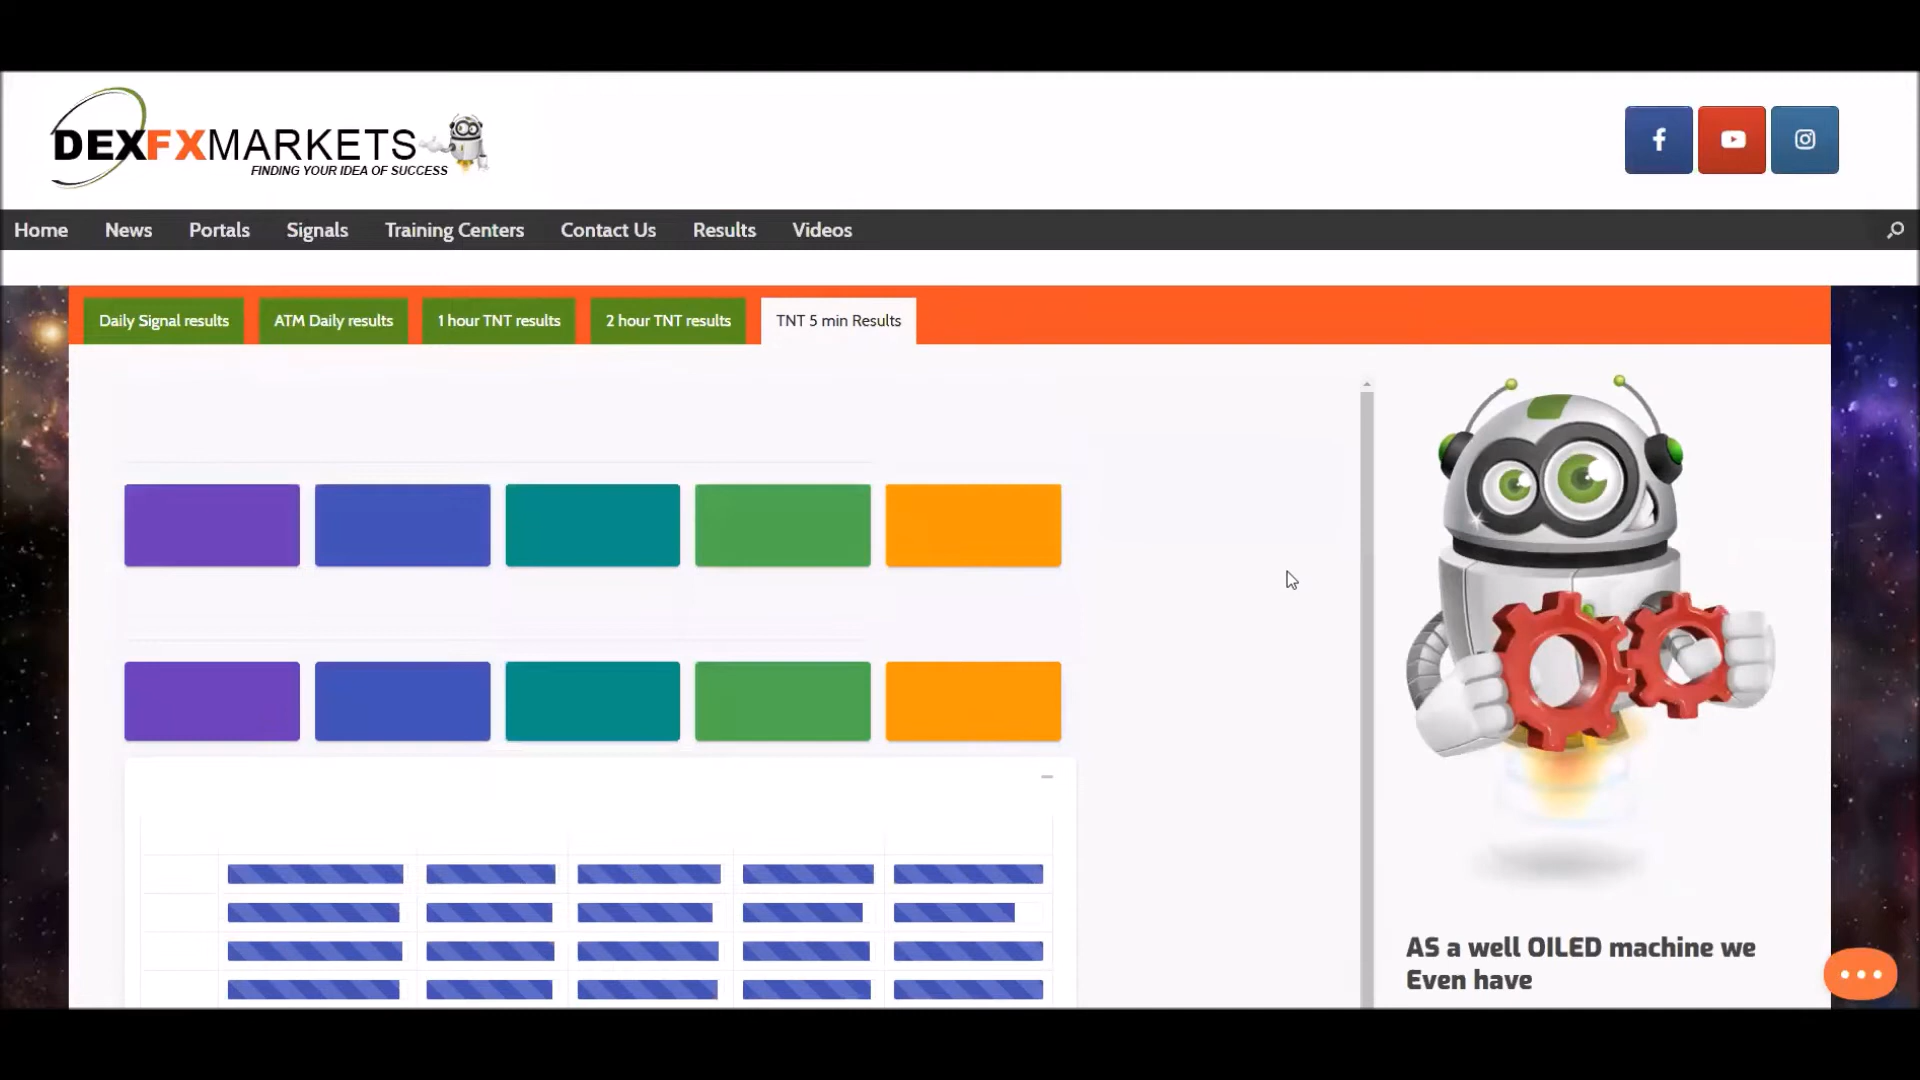 DEXFXMARKETS
FINDING YOUR IDEA OF SUCCESS
Home News Portals Signals Training Centers Contact Us Results Videos
Daily Signal results ATM Daily results 1 hour TNT results 2 hour TNT results TNT 5 min Results
AS a well OILED machine we
Even have